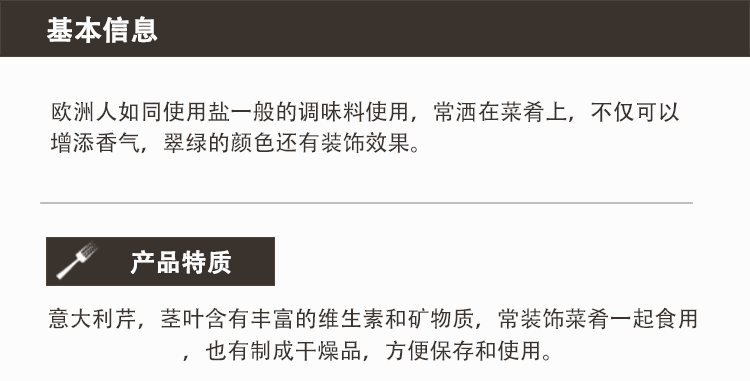 基本信息
欧洲人如同使用盐一般的调味料使用，常洒在菜肴上，不仅可以
增添香气，翠绿的颜色还有装饰效果。
产品特质
意大利芹，茎叶含有丰富的维生素和矿物质，常装饰菜肴一起食用
，也有制成干燥品，方便保存和使用。